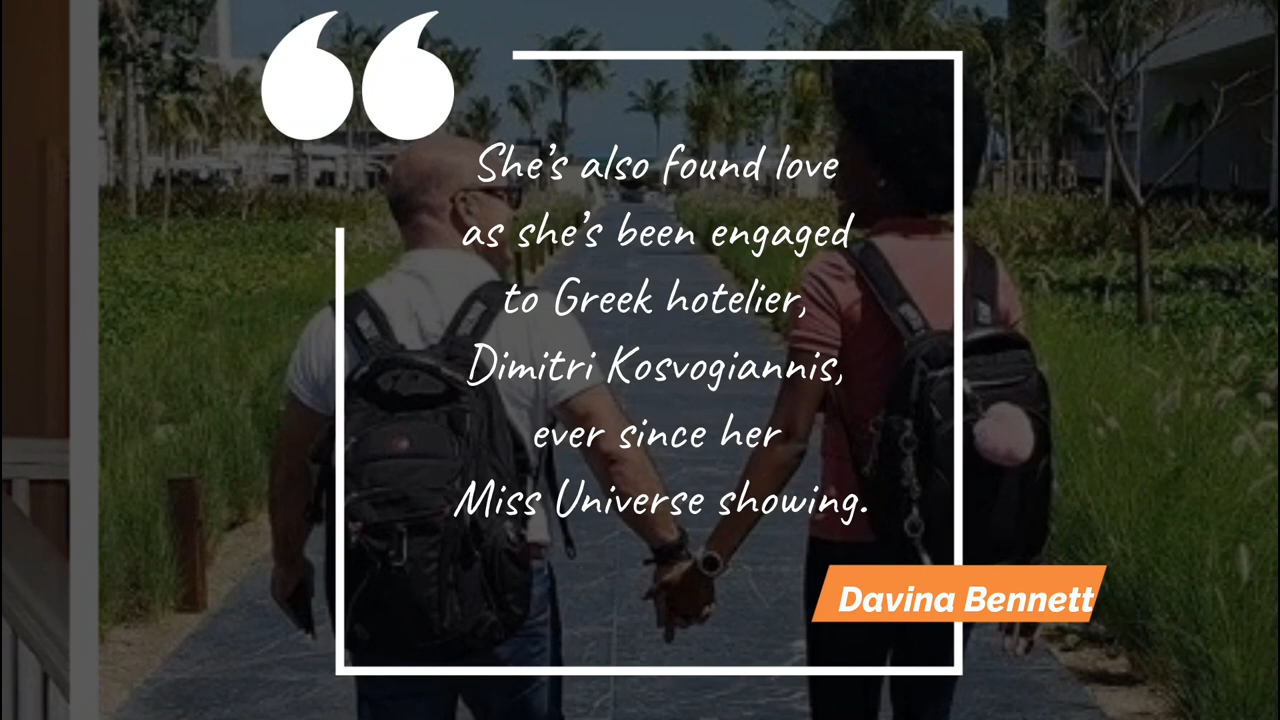 She's also found love
as she's been engaged
to Greek hotelier,
Dimitri Kosvogiannis,
ever since her
Miss Universe showing.
Davina Bennett